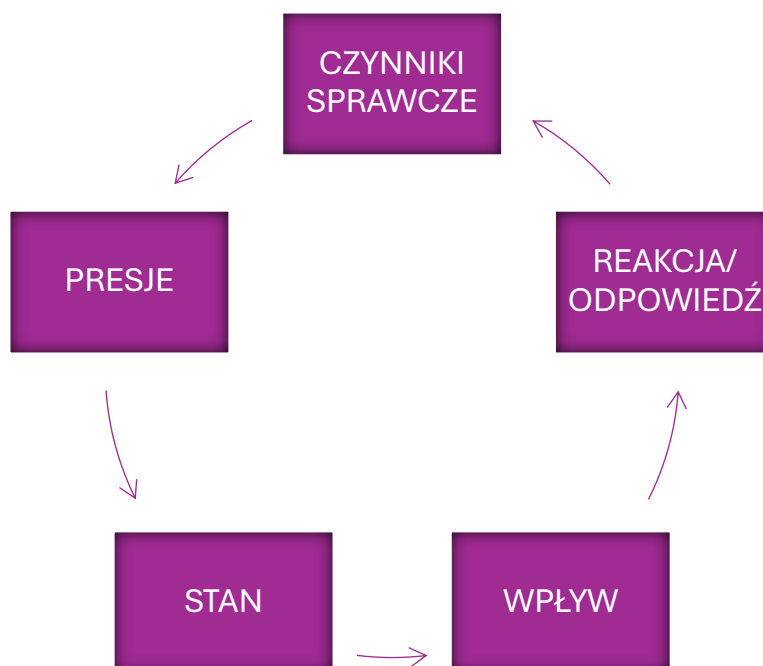 CZYNNIKI
SPRAWCZE
PRESJE
REAKCJA/
ODPOWIEDŹ
STAN
WPŁYW